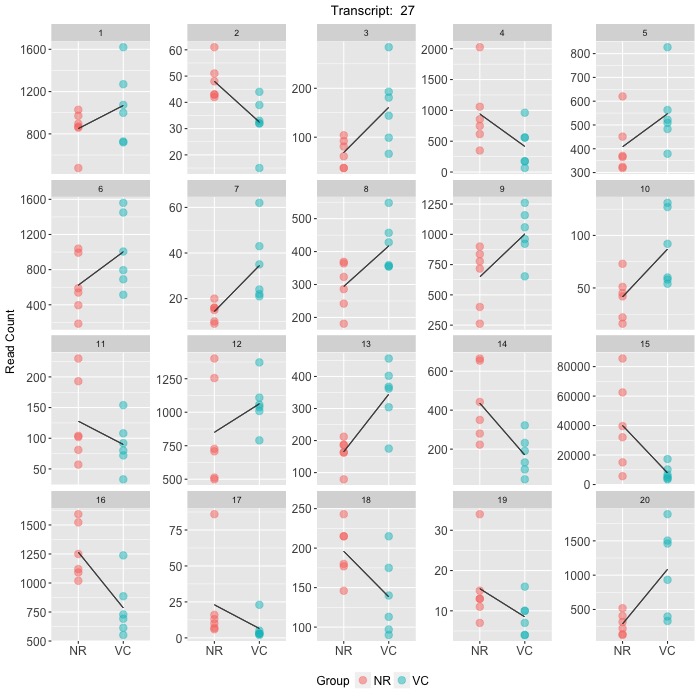 Transcript: 27
1 2 3 4 5
1600 1200 800
60 50 40 30 20
200 100
2000 1500 1000 500 0
800 700 600 500 400 300
6 7 8 9 10
1600 1200 800 400
60 40 20
500 400 300 200
1250 1000 750 500 250
100 50
Read Count
11 12 13 14 15
200 150 100 50
1250 1000 750 500
400 300 200 100
600 400 200
80000 60000 40000 20000 0
16 17 18 19 20
1500 1250 1000 750 500
75 50 25 0
250 200 150 100
30 20 10
1500 1000 500
NR VC NR VC NR VC NR VC NR VC
Group NR VC